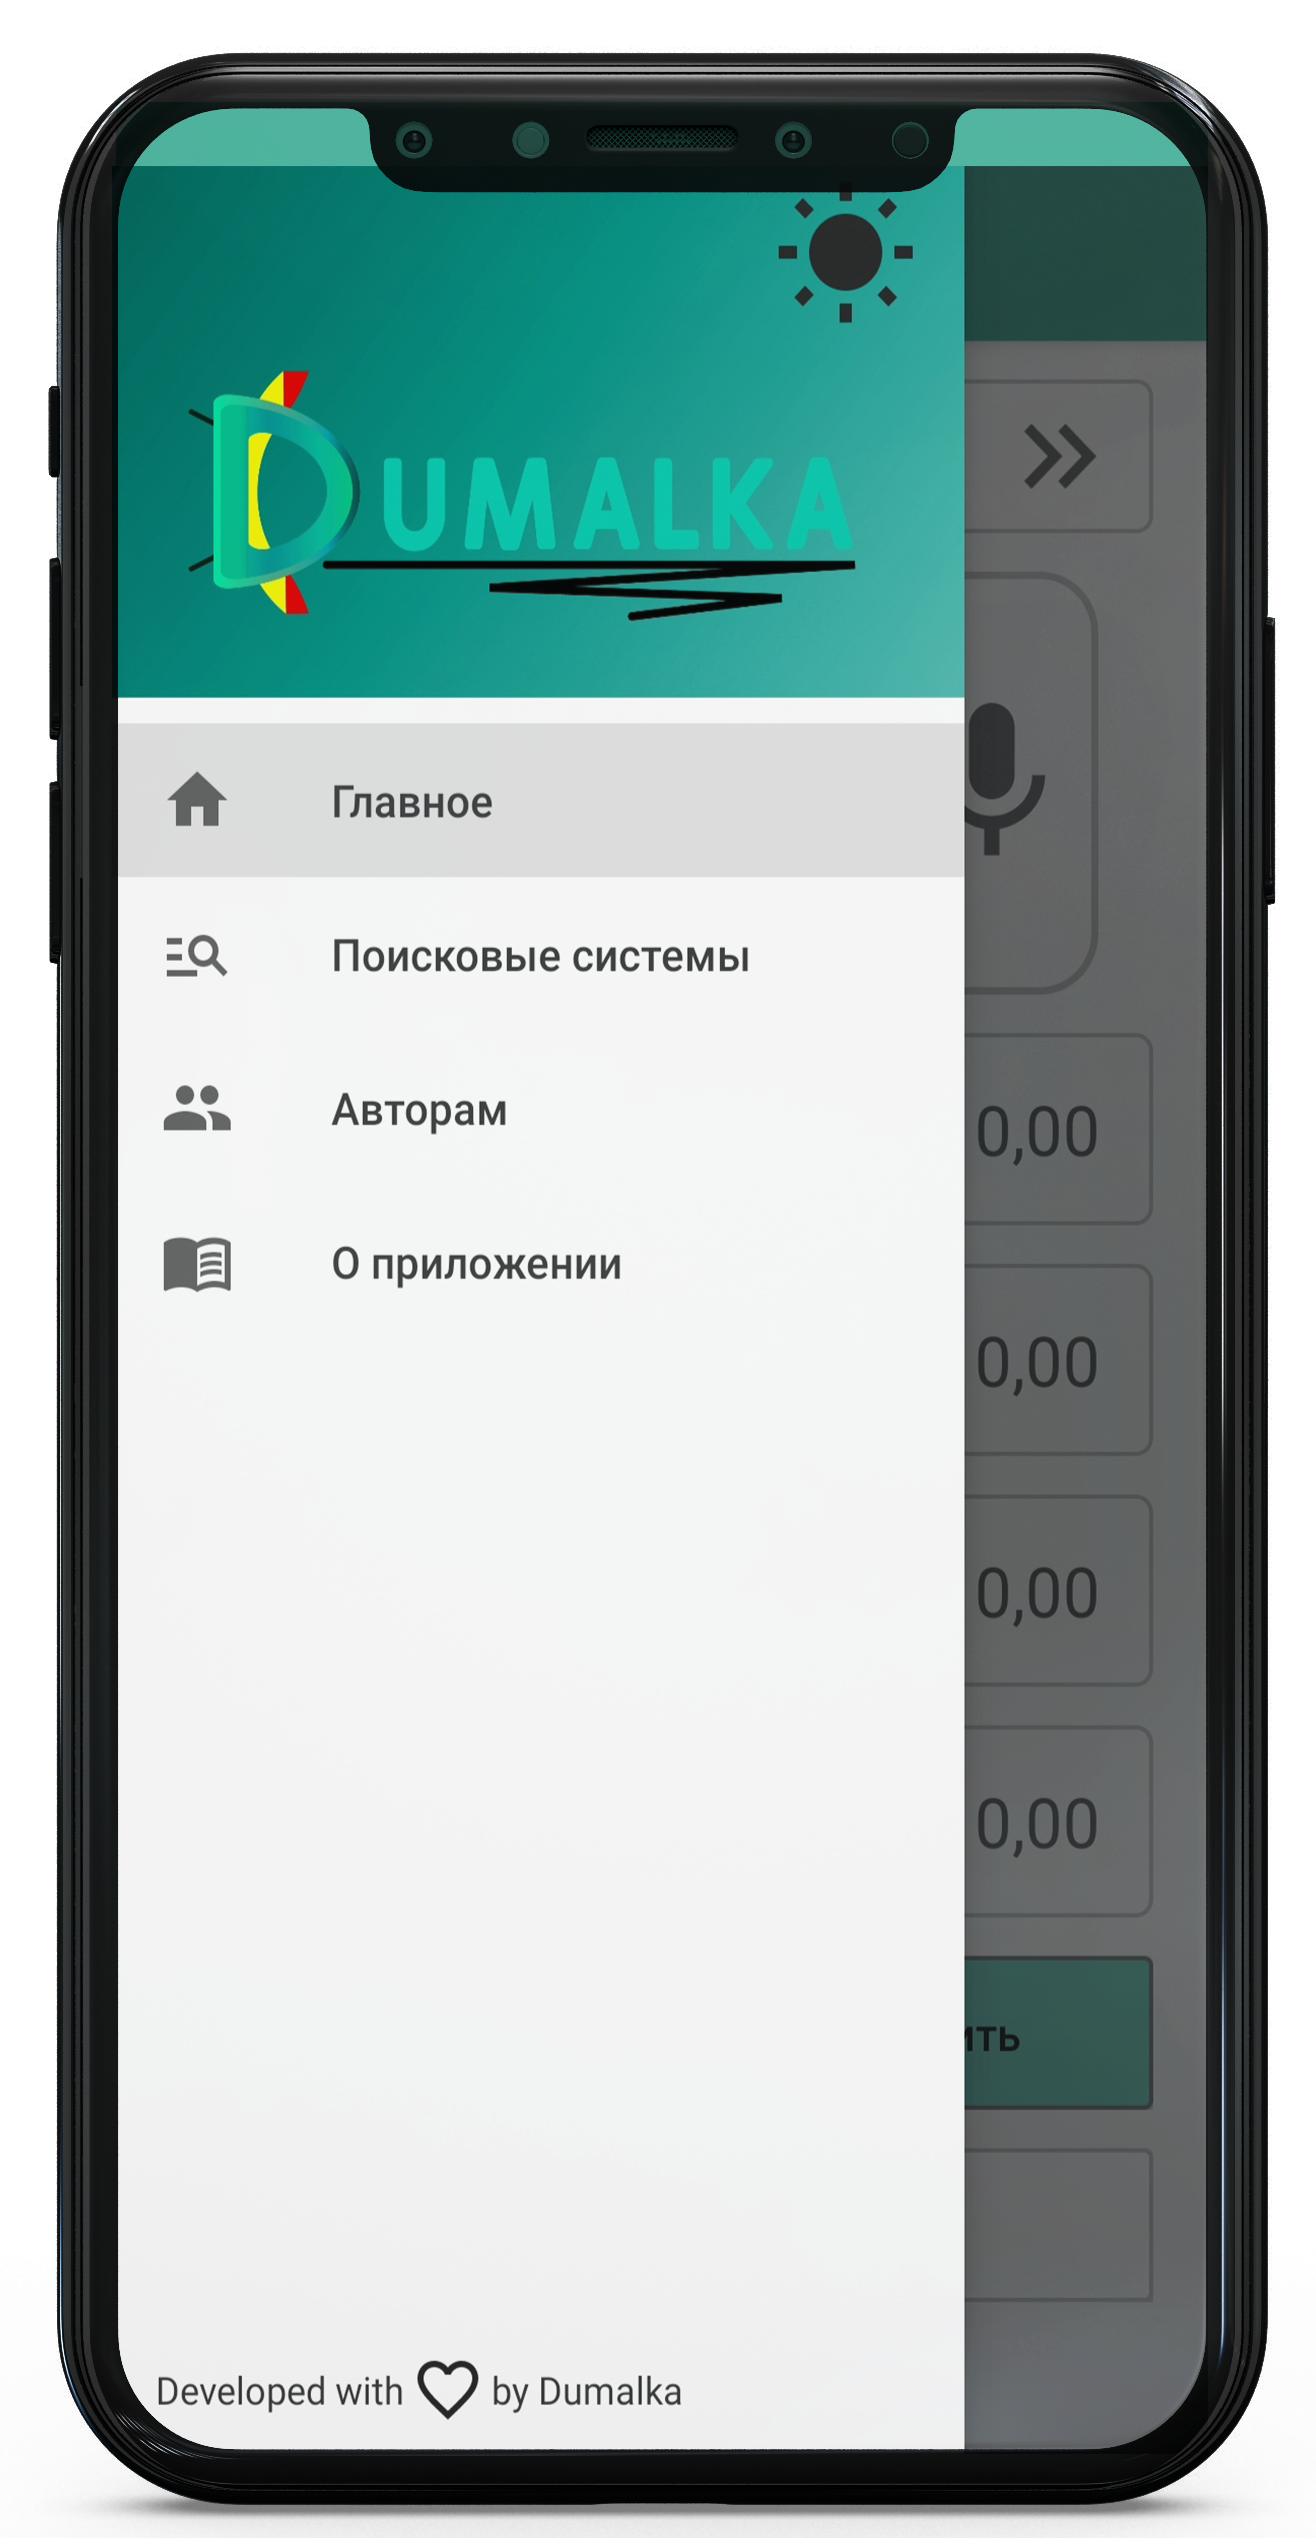 DUMALKA
Главное
Поисковые системы
Авторам
О приложении
0,00
0,00
0,00
0,00
Developed with by Dumalka